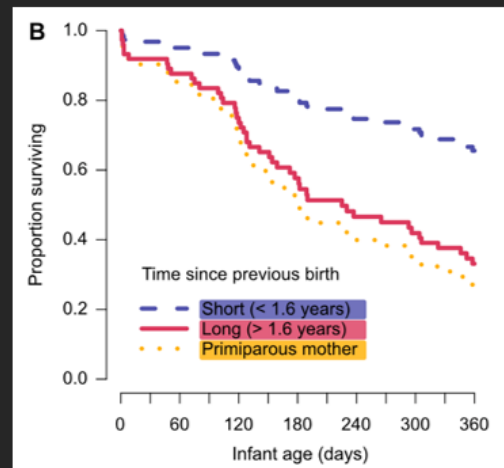 B
1.0
0.8
0.6
0.4
0.2
0.0
Proportion surviving
Time since previous birth
Short (< 1.6 years)
Long (> 1.6 years)
Primiparous mother
0 60 120 180 240 300 360
Infant age (days)